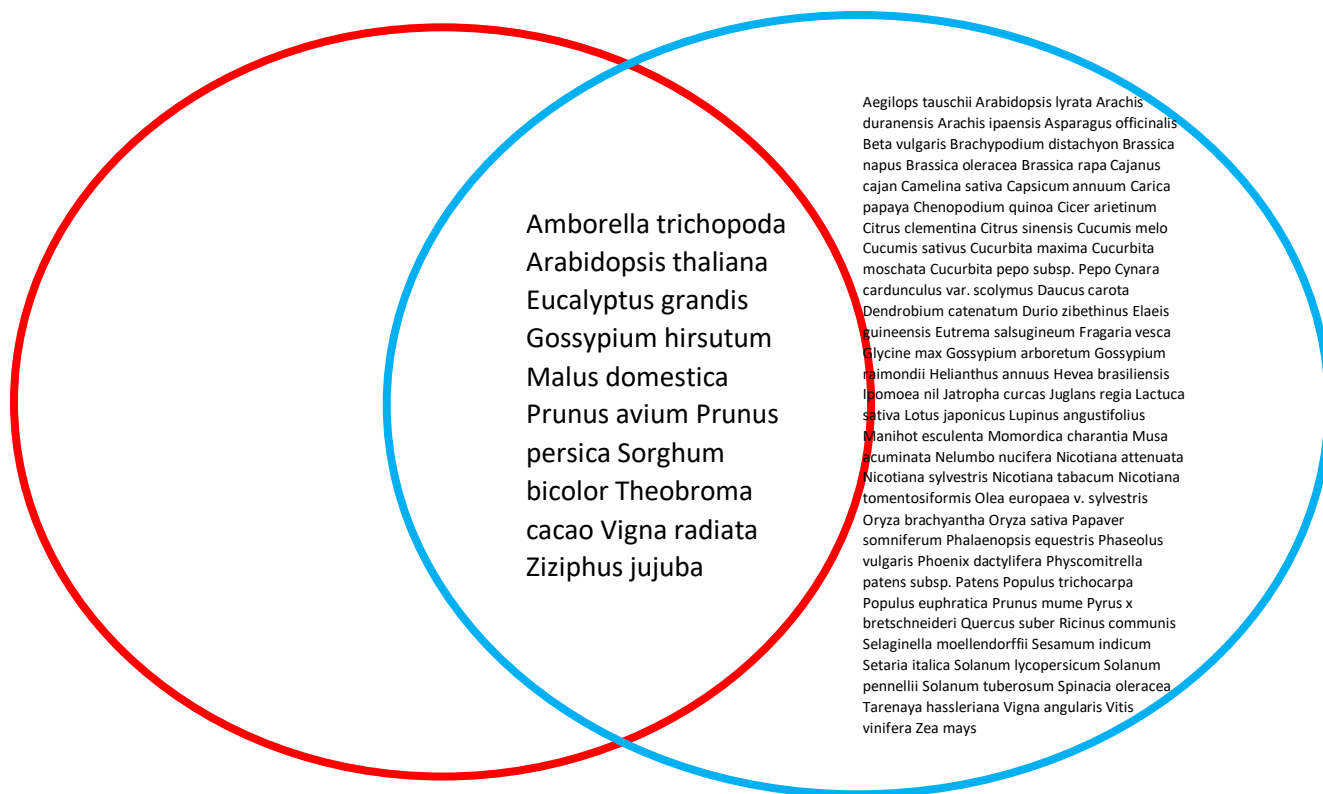 Amborella trichopoda
Arabidopsis thaliana
Eucalyptus grandis
Gossypium hirsutum
Malus domestica
Prunus avium Prunus
persica Sorghum
bicolor Theobroma
cacao Vigna radiata
Ziziphus jujuba
Aegilops tauschii Arabidopsis lyrata Arachis
duranensis Arachis ipaensis Asparagus officinalis
Beta vulgaris Brachypodium distachyon Brassica
napus Brassica oleracea Brassica rapa Cajanus
cajan Camelina sativa Capsicum annuum Carica
papaya Chenopodium quinoa Cicer arietinum
Citrus clementina Citrus sinensis Cucumis melo
Cucumis sativus Cucurbita maxima Cucurbita
moschata Cucurbita pepo subsp. Pepo Cynara
cardunculus var. scolymus Daucus carota
Dendrobium catenatum Durio zibethinus Elaeis
guineensis Eutrema salsugineum Fragaria vesca
Glycine max Gossypium arboretum Gossypium
raimondii Helianthus annuus Hevea brasiliensis
Ipomoea nil Jatropha curcas Juglans regia Lactuca
sativa Lotus japonicus Lupinus angustifolius
Manihot esculenta Momordica charantia Musa
acuminata Nelumbo nucifera Nicotiana attenuata
Nicotiana sylvestris Nicotiana tabacum Nicotiana
tomentosiformis Olea europaea v. sylvestris
Oryza brachyantha Oryza sativa Papaver
somniferum Phalaenopsis equestris Phaseolus
vulgaris Phoenix dactylifera Physcomitrella
patens subsp. Patens Populus trichocarpa
Populus euphratica Prunus mume Pyrus x
bretschneideri Quercus suber Ricinus communis
Selaginella moellendorffii Sesamum indicum
Setaria italica Solanum lycopersicum Solanum
pennellii Solanum tuberosum Spinacia oleracea
Tarenaya hassleriana Vigna angularis Vitis
vinifera Zea mays